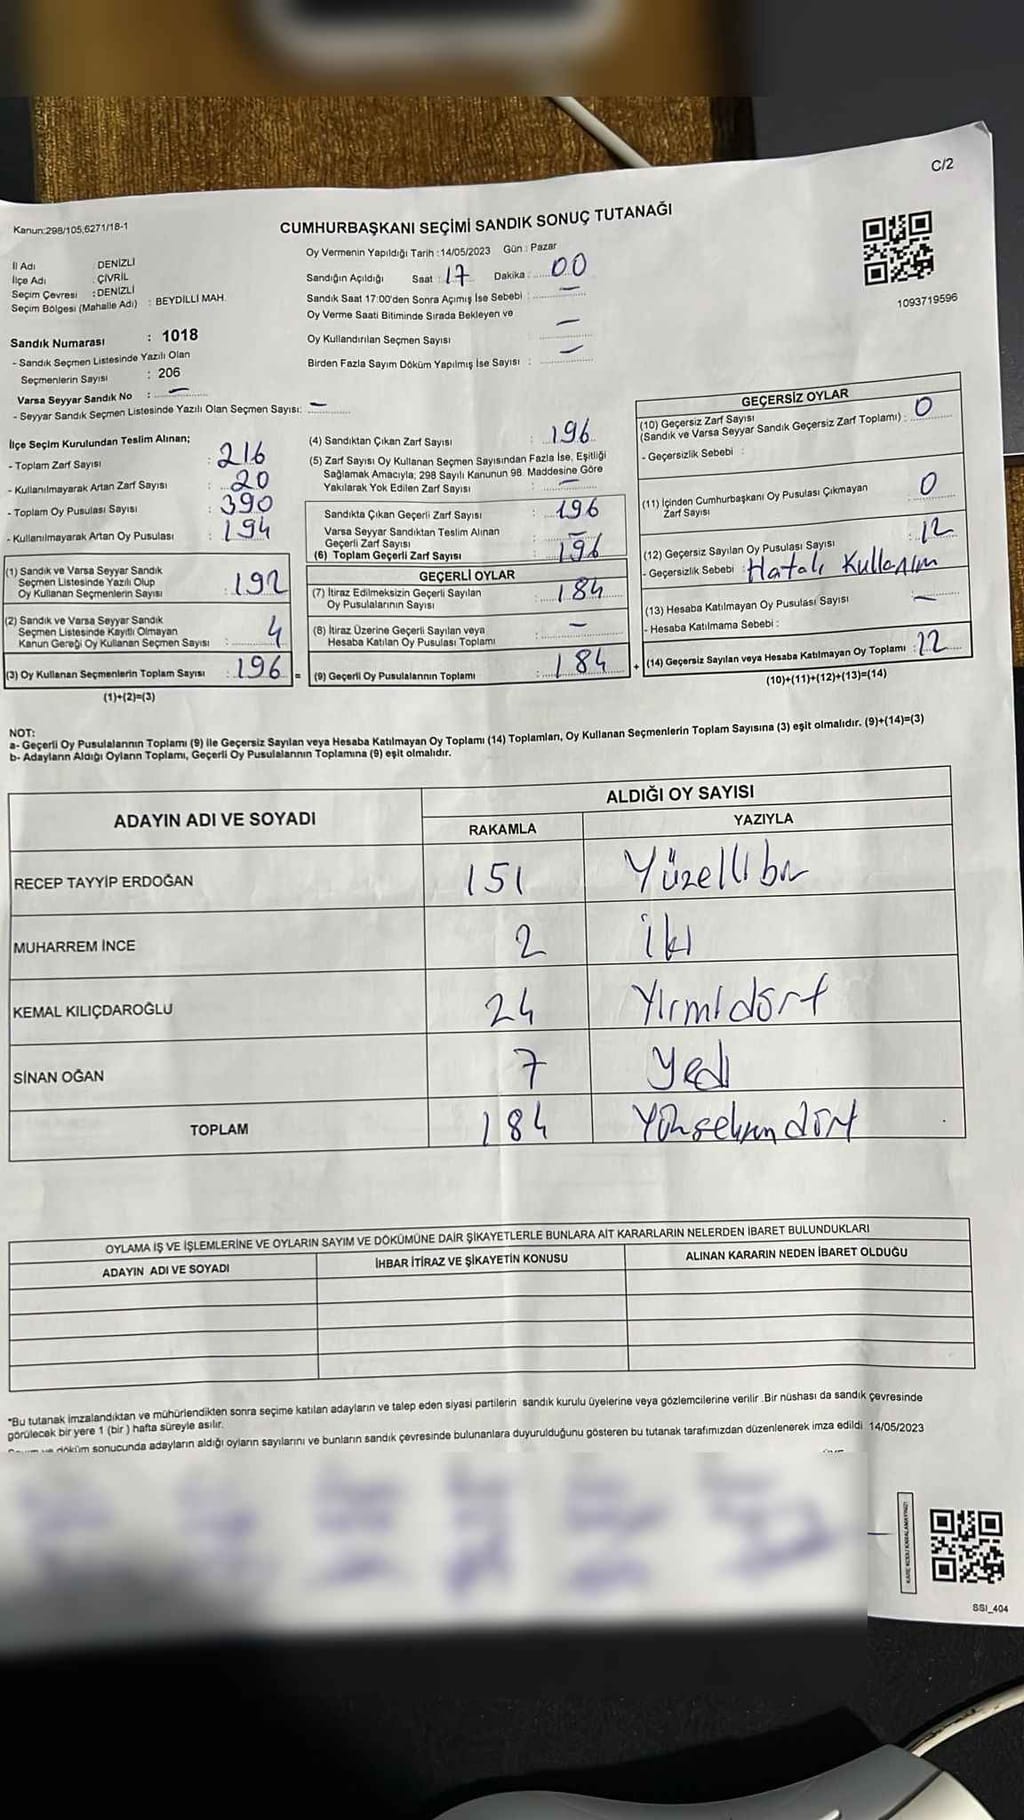 C/2
Kanun:298/105,6271/18-1
CUMHURBAŞKANI SEÇİMİ SANDIK SONUÇ TUTANAĞI
1093719596
İl Adı : DENİZLİ
İlçe Adı : ÇİVRİL
Seçim Çevresi : DENİZLİ
Seçim Bölgesi (Mahalle Adı) : BEYDİLLİ MAH.
Sandık Numarası : 1018
- Sandık Seçmen Listesinde Yazılı Olan
Seçmenlerin Sayısı : 206
Varsa Seyyar Sandık No : —
- Seyyar Sandık Seçmen Listesinde Yazılı Olan Seçmen Sayısı: —
Oy Vermenin Yapıldığı Tarih :14/05/2023 Gün : Pazar
Sandığın Açıldığı Saat : 17 Dakika : 00
Sandık Saat 17:00'den Sonra Açımış İse Sebebi : —
Oy Verme Saati Bitiminde Sırada Bekleyen ve
Oy Kullandırılan Seçmen Sayısı —
Birden Fazla Sayım Döküm Yapılmış İse Sayısı : —
İlçe Seçim Kurulundan Teslim Alınan;
- Toplam Zarf Sayısı : 216
- Kullanılmayarak Artan Zarf Sayısı : 20
- Toplam Oy Pusulası Sayısı : 390
- Kullanılmayarak Artan Oy Pusulası : 194
(1) Sandık ve Varsa Seyyar Sandık
Seçmen Listesinde Yazılı Olup
Oy Kullanan Seçmenlerin Sayısı : 192
(2) Sandık ve Varsa Seyyar Sandık
Seçmen Listesinde Kayıtlı Olmayan
Kanun Gereği Oy Kullanan Seçmen Sayısı : 4
(3) Oy Kullanan Seçmenlerin Toplam Sayısı : 196 =
(1)+(2)=(3)
(4) Sandıktan Çıkan Zarf Sayısı : 196
(5) Zarf Sayısı Oy Kullanan Seçmen Sayısından Fazla İse, Eşitliği
Sağlamak Amacıyla; 298 Sayılı Kanunun 98. Maddesine Göre
Yakılarak Yok Edilen Zarf Sayısı : —
Sandıkta Çıkan Geçerli Zarf Sayısı : 196
Varsa Seyyar Sandıktan Teslim Alınan
Geçerli Zarf Sayısı : —
(6) Toplam Geçerli Zarf Sayısı : 196
GEÇERLİ OYLAR
(7) İtiraz Edilmeksizin Geçerli Sayılan
Oy Pusulalarının Sayısı : 184
(8) İtiraz Üzerine Geçerli Sayılan veya
Hesaba Katılan Oy Pusulası Toplamı : —
(9) Geçerli Oy Pusulalarının Toplamı : 184 +
GEÇERSİZ OYLAR
(10) Geçersiz Zarf Sayısı
(Sandık ve Varsa Seyyar Sandık Geçersiz Zarf Toplamı) : 0
- Geçersizlik Sebebi :
(11) İçinden Cumhurbaşkanı Oy Pusulası Çıkmayan
Zarf Sayısı : 0
(12) Geçersiz Sayılan Oy Pusulası Sayısı : 12
- Geçersizlik Sebebi : Hatalı Kullanım
(13) Hesaba Katılmayan Oy Pusulası Sayısı —
- Hesaba Katılmama Sebebi :
(14) Geçersiz Sayılan veya Hesaba Katılmayan Oy Toplamı : 12
(10)+(11)+(12)+(13)=(14)
NOT:
a- Geçerli Oy Pusulalarının Toplamı (9) ile Geçersiz Sayılan veya Hesaba Katılmayan Oy Toplamı (14) Toplamları, Oy Kullanan Seçmenlerin Toplam Sayısına (3) eşit olmalıdır. (9)+(14)=(3)
b- Adayların Aldığı Oyların Toplamı, Geçerli Oy Pusulalarının Toplamına (9) eşit olmalıdır.
ADAYIN ADI VE SOYADI
ALDIĞI OY SAYISI
RAKAMLA YAZIYLA
RECEP TAYYİP ERDOĞAN 151 Yüzellibir
MUHARREM İNCE 2 iki
KEMAL KILIÇDAROĞLU 24 Yirmidört
SİNAN OĞAN 7 Yedi
TOPLAM 184 Yüzseksendört
OYLAMA İŞ VE İŞLEMLERİNE VE OYLARIN SAYIM VE DÖKÜMÜNE DAİR ŞİKAYETLERLE BUNLARA AİT KARARLARIN NELERDEN İBARET BULUNDUKLARI
ADAYIN ADI VE SOYADI İHBAR İTİRAZ VE ŞİKAYETİN KONUSU ALINAN KARARIN NEDEN İBARET OLDUĞU
*Bu tutanak imzalandıktan ve mühürlendikten sonra seçime katılan adayların ve talep eden siyasi partilerin sandık kurulu üyelerine veya gözlemcilerine verilir .Bir nüshası da sandık çevresinde
görülecek bir yere 1 (bir ) hafta süreyle asılır.
ve döküm sonucunda adayların aldığı oyların sayılarını ve bunların sandık çevresinde bulunanlara duyurulduğunu gösteren bu tutanak tarafımızdan düzenlenerek imza edildi 14/05/2023
KARE KODU KARALAMAYINIZ!
SSI_404